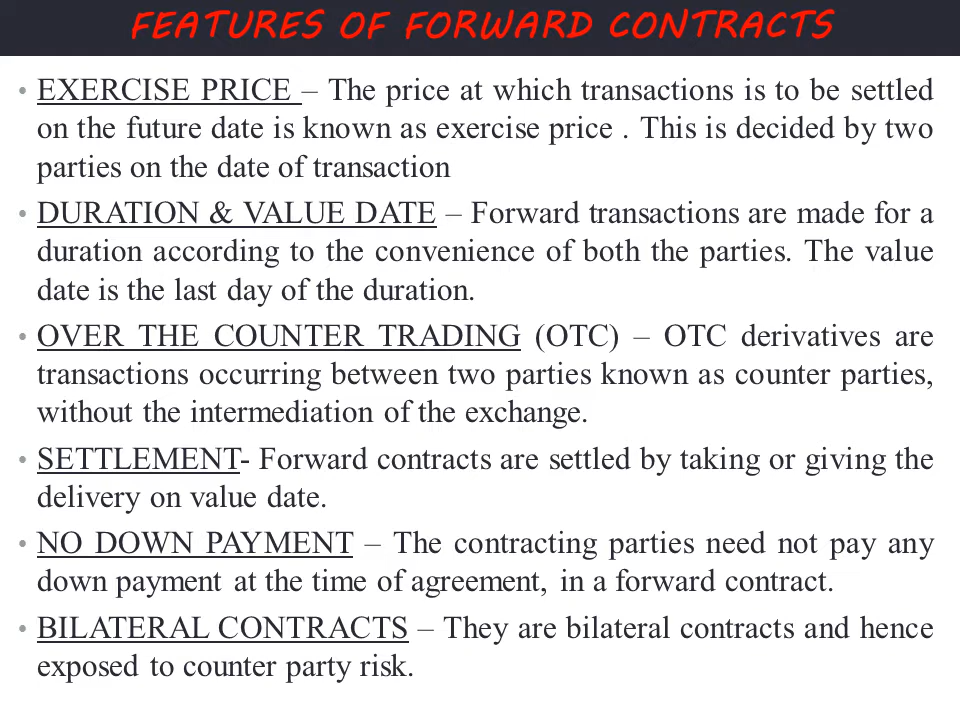 FEATURES OF FORWARD CONTRACTS
• EXERCISE PRICE – The price at which transactions is to be settled
on the future date is known as exercise price . This is decided by two
parties on the date of transaction
• DURATION & VALUE DATE – Forward transactions are made for a
duration according to the convenience of both the parties. The value
date is the last day of the duration.
• OVER THE COUNTER TRADING (OTC) – OTC derivatives are
transactions occurring between two parties known as counter parties,
without the intermediation of the exchange.
• SETTLEMENT- Forward contracts are settled by taking or giving the
delivery on value date.
• NO DOWN PAYMENT – The contracting parties need not pay any
down payment at the time of agreement, in a forward contract.
• BILATERAL CONTRACTS – They are bilateral contracts and hence
exposed to counter party risk.